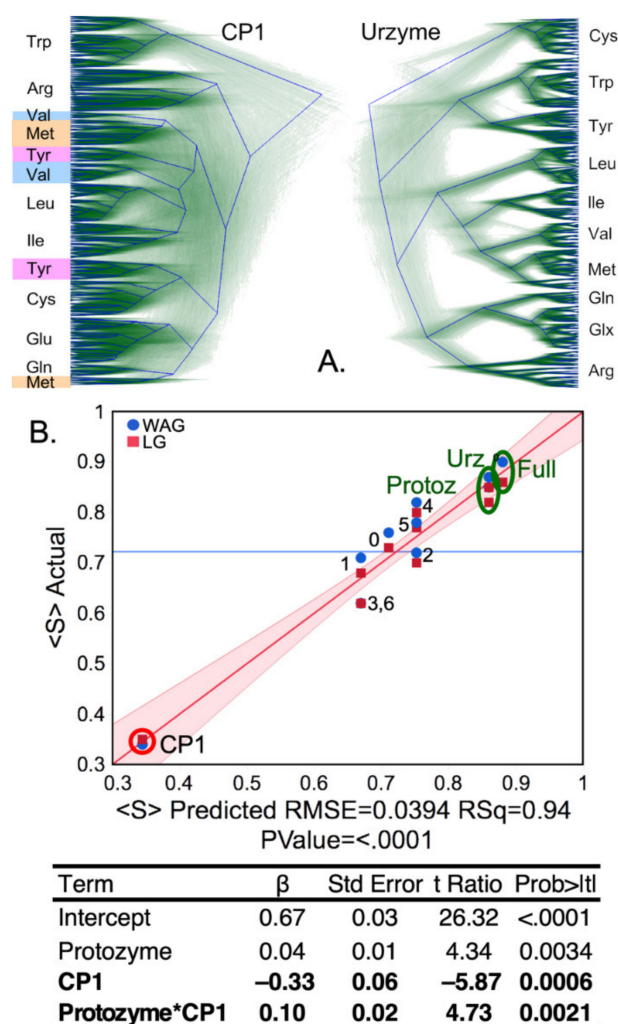 CP1 Urzyme
Trp
Arg
Val
Met
Tyr
Val
Leu
Ile
Tyr
Cys
Glu
Gln
Met
Cys
Trp
Tyr
Leu
Ile
Val
Met
Gln
Glx
Arg
A.
B.
WAG
LG
Urz
Full
Protoz
4
5
0
2
1
3,6
CP1
1
0.9
0.8
0.7
0.6
0.5
0.4
0.3
<S> Actual
0.3 0.4 0.5 0.6 0.7 0.8 0.9 1
<S> Predicted RMSE=0.0394 RSq=0.94
PValue=<.0001
Term β Std Error t Ratio Prob>|t|
Intercept 0.67 0.03 26.32 <.0001
Protozyme 0.04 0.01 4.34 0.0034
CP1 –0.33 0.06 –5.87 0.0006
Protozyme*CP1 0.10 0.02 4.73 0.0021